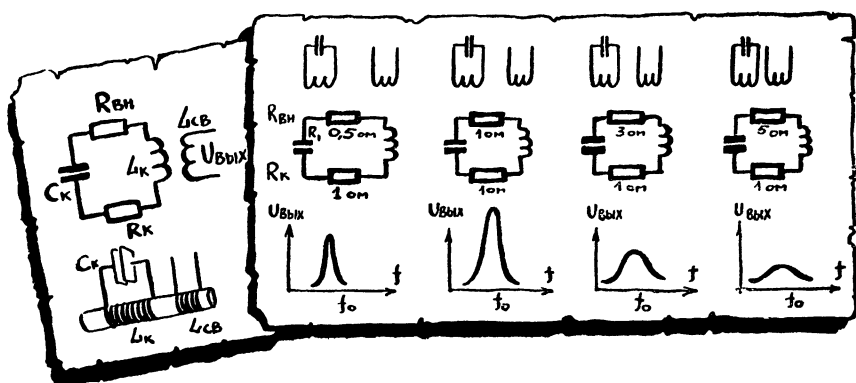 Rвн
Lсв
Cк
Lк
Uвых
Rк
Cк
Lк
Lсв
Rвн
R₁ 0,5 ом
1 ом
3 ом
5 ом
Rк
1 ом
1 ом
1 ом
1 ом
Uвых
Uвых
Uвых
Uвых
f
f
f
f
f₀
f₀
f₀
f₀